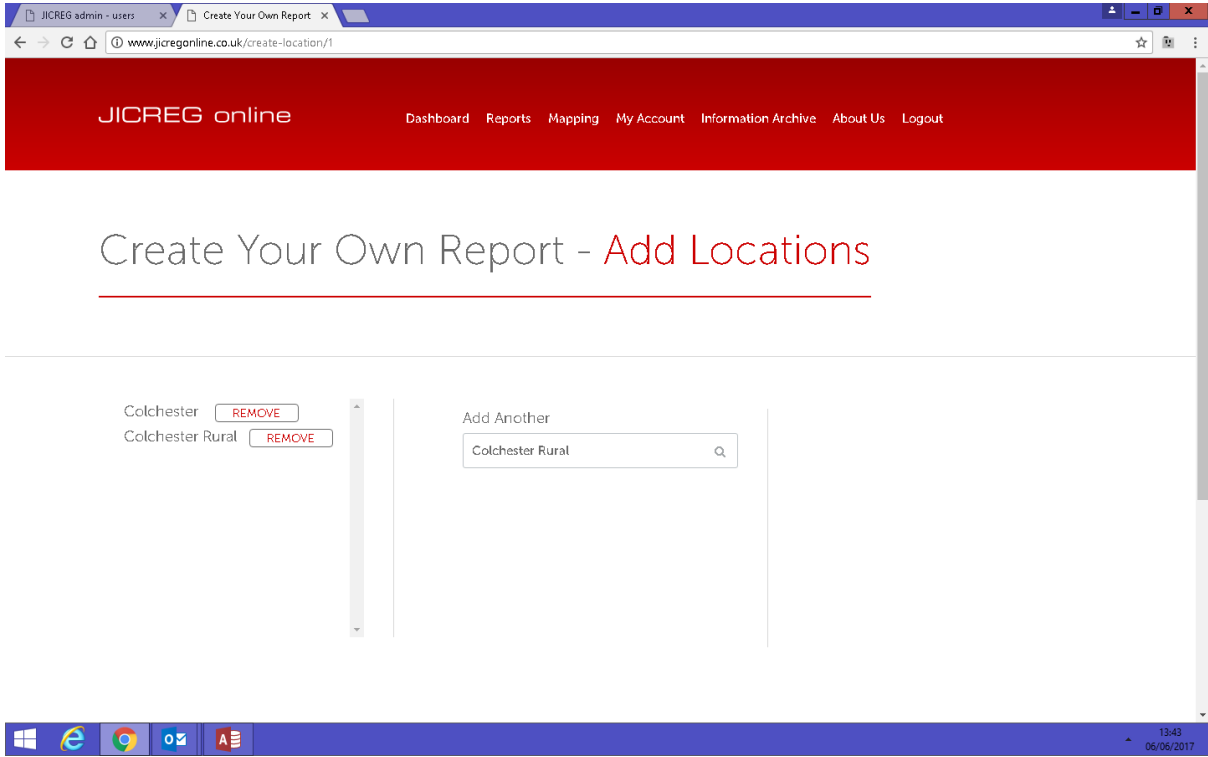 JICREG admin - users
Create Your Own Report
www.jicregonline.co.uk/create-location/1
JICREG online
Dashboard Reports Mapping My Account Information Archive About Us Logout
Create Your Own Report - Add Locations
Colchester REMOVE
Colchester Rural REMOVE
Add Another
Colchester Rural
13:43
06/06/2017